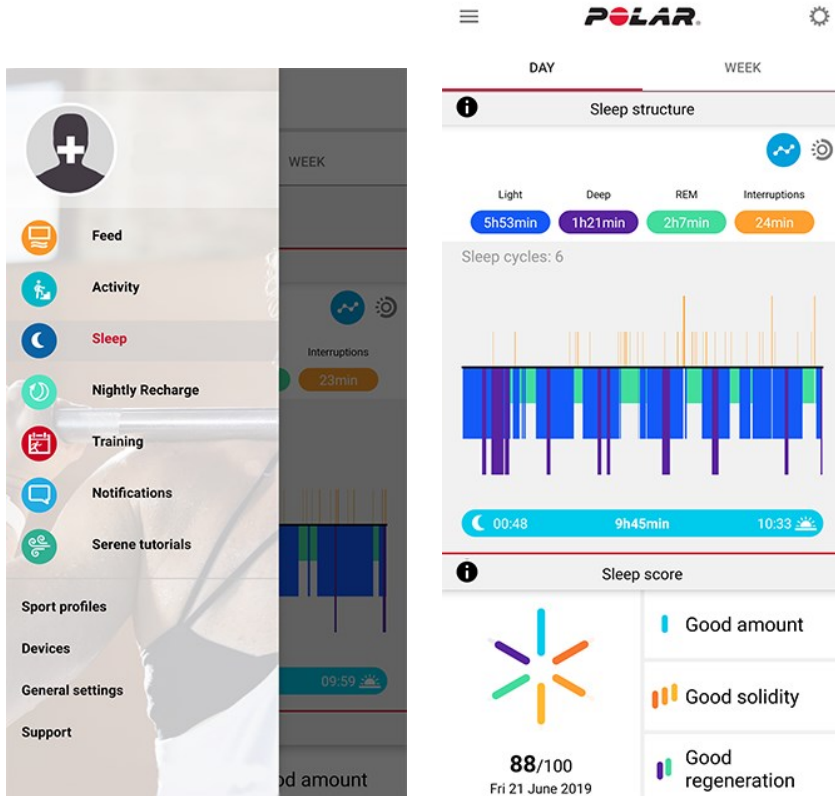 WEEK
Feed
Activity
Sleep
Interruptions
23min
Nightly Recharge
Training
Notifications
Serene tutorials
Sport profiles
Devices
General settings
09:59
Support
od amount
POLAR.
DAY
WEEK
Sleep structure
Light
Deep
REM
Interruptions
5h53min
1h21min
2h7min
24min
Sleep cycles: 6
00:48
9h45min
10:33
Sleep score
Good amount
Good solidity
88/100
Fri 21 June 2019
Good
regeneration